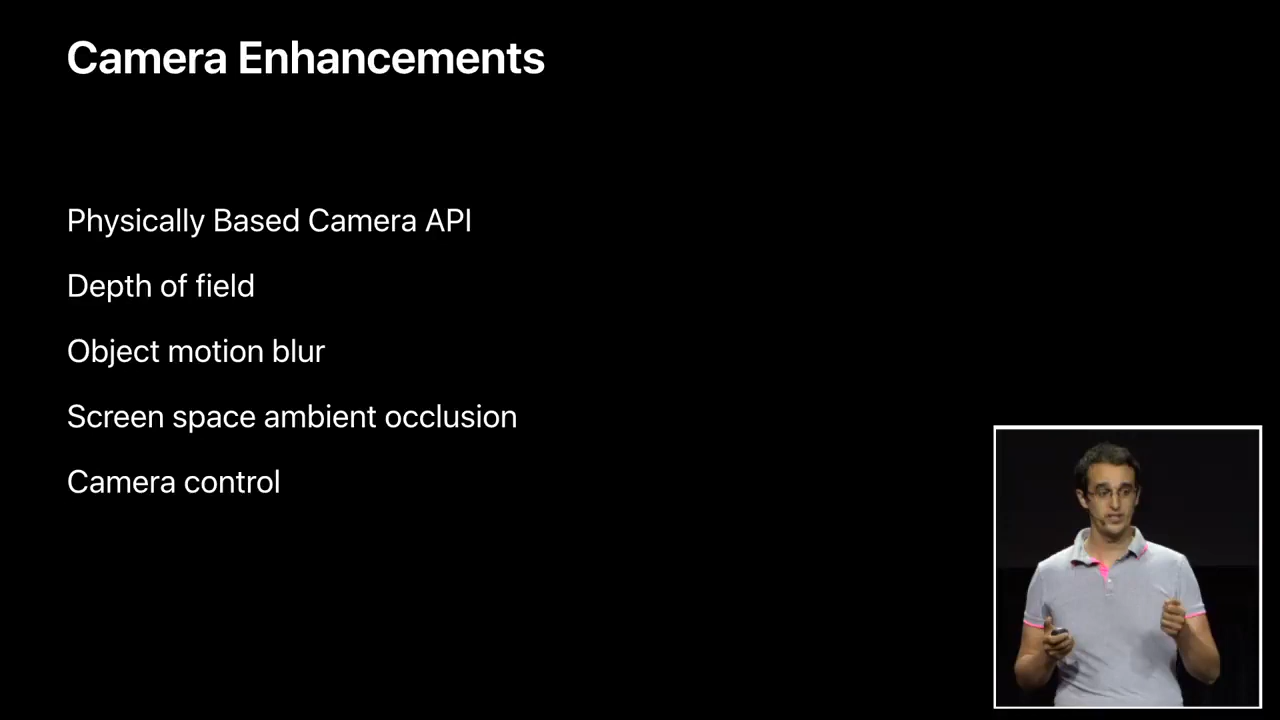 Camera Enhancements
Physically Based Camera API
Depth of field
Object motion blur
Screen space ambient occlusion
Camera control